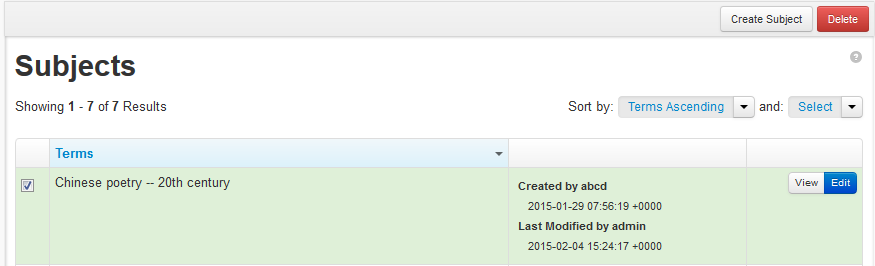 Create Subject Delete
Subjects
?
Showing 1 - 7 of 7 Results Sort by: Terms Ascending and: Select
Terms
Chinese poetry -- 20th century
Created by abcd
2015-01-29 07:56:19 +0000
Last Modified by admin
2015-02-04 15:24:17 +0000
View Edit